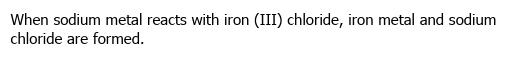 When sodium metal reacts with iron (III) chloride, iron metal and sodium
chloride are formed.